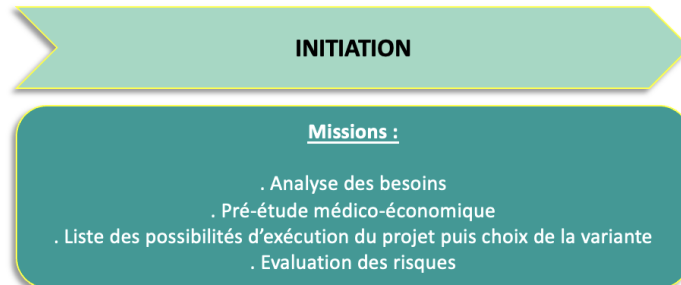 INITIATION
Missions :
. Analyse des besoins
. Pré-étude médico-économique
. Liste des possibilités d’exécution du projet puis choix de la variante
. Evaluation des risques